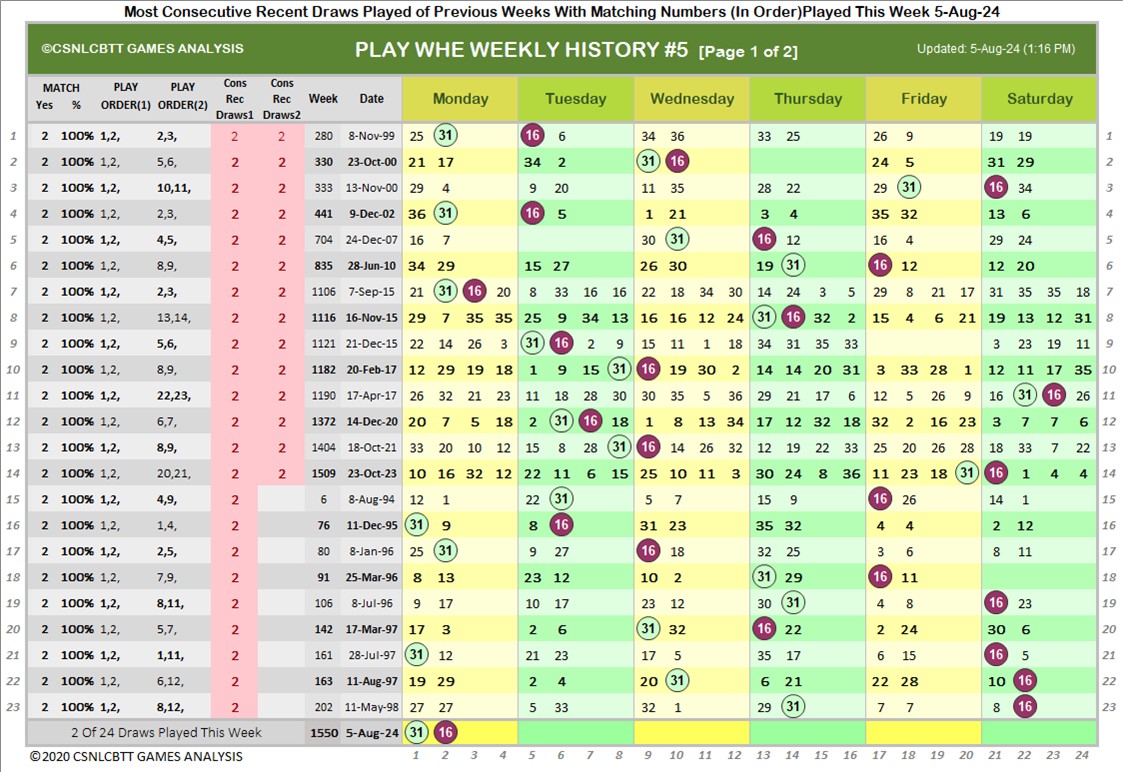 Most Consecutive Recent Draws Played of Previous Weeks With Matching Numbers (In Order)Played This Week 5-Aug-24
©CSNLCBTT GAMES ANALYSIS PLAY WHE WEEKLY HISTORY #5 [Page 1 of 2] Updated: 5-Aug-24 (1:16 PM)
MATCH PLAY PLAY Cons Cons
Yes % ORDER(1) ORDER(2) Rec Rec Week Date Monday Tuesday Wednesday Thursday Friday Saturday
Draws1 Draws2
1 2 100% 1,2, 2,3, 2 2 280 8-Nov-99 25 31 16 6 34 36 33 25 26 9 19 19 1
2 2 100% 1,2, 5,6, 2 2 330 23-Oct-00 21 17 34 2 31 16 24 5 31 29 2
3 2 100% 1,2, 10,11, 2 2 333 13-Nov-00 29 4 9 20 11 35 28 22 29 31 16 34 3
4 2 100% 1,2, 2,3, 2 2 441 9-Dec-02 36 31 16 5 1 21 3 4 35 32 13 6 4
5 2 100% 1,2, 4,5, 2 2 704 24-Dec-07 16 7 30 31 16 12 16 4 29 24 5
6 2 100% 1,2, 8,9, 2 2 835 28-Jun-10 34 29 15 27 26 30 19 31 16 12 12 20 6
7 2 100% 1,2, 2,3, 2 2 1106 7-Sep-15 21 31 16 20 8 33 16 16 22 18 34 30 14 24 3 5 29 9 21 17 31 35 35 18 7
8 2 100% 1,2, 13,14, 2 2 1116 16-Nov-15 29 7 35 35 25 9 34 13 16 16 12 24 31 16 32 2 15 4 6 21 19 13 12 31 8
9 2 100% 1,2, 5,6, 2 2 1121 21-Dec-15 22 14 26 3 31 16 2 9 15 11 1 18 34 31 35 33 3 23 19 11 9
10 2 100% 1,2, 8,9, 2 2 1182 20-Feb-17 12 29 19 18 1 9 15 31 16 19 30 2 14 14 20 31 3 33 28 1 12 11 17 35 10
11 2 100% 1,2, 22,23, 2 2 1190 17-Apr-17 26 32 21 23 11 18 28 30 30 35 5 36 29 21 17 6 12 5 26 9 16 31 16 26 11
12 2 100% 1,2, 6,7, 2 2 1372 14-Dec-20 20 7 5 18 2 31 16 18 1 8 13 34 17 12 32 18 32 2 16 23 3 7 7 6 12
13 2 100% 1,2, 8,9, 2 2 1404 18-Oct-21 33 20 10 12 15 8 28 31 16 14 26 32 12 19 22 33 25 20 26 28 18 33 7 22 13
14 2 100% 1,2, 20,21, 2 2 1509 23-Oct-23 10 16 32 12 22 11 6 15 25 10 11 3 30 24 8 36 11 23 18 31 16 1 4 4 14
15 2 100% 1,2, 4,9, 2 6 8-Aug-94 12 1 22 31 5 7 15 9 16 26 14 1 15
16 2 100% 1,2, 1,4, 2 76 11-Dec-95 31 9 8 16 31 23 35 32 4 4 2 12 16
17 2 100% 1,2, 2,5, 2 80 8-Jan-96 25 31 9 27 16 18 32 25 3 6 8 11 17
18 2 100% 1,2, 7,9, 2 91 25-Mar-96 8 13 23 12 10 2 31 29 16 11 18
19 2 100% 1,2, 8,11, 2 106 8-Jul-96 9 17 10 17 23 12 30 31 4 8 16 23 19
20 2 100% 1,2, 5,7, 2 142 17-Mar-97 17 3 2 6 31 32 16 22 2 24 30 6 20
21 2 100% 1,2, 1,11, 2 161 28-Jul-97 31 12 21 23 17 5 35 17 6 15 16 5 21
22 2 100% 1,2, 6,12, 2 163 11-Aug-97 19 29 2 4 20 31 6 21 22 28 10 16 22
23 2 100% 1,2, 8,12, 2 202 11-May-98 27 27 5 33 32 1 29 31 7 7 8 16 23
2 Of 24 Draws Played This Week 1550 5-Aug-24 31 16
©2020 CSNLCBTT GAMES ANALYSIS 1 2 3 4 5 6 7 8 9 10 11 12 13 14 15 16 17 18 19 20 21 22 23 24